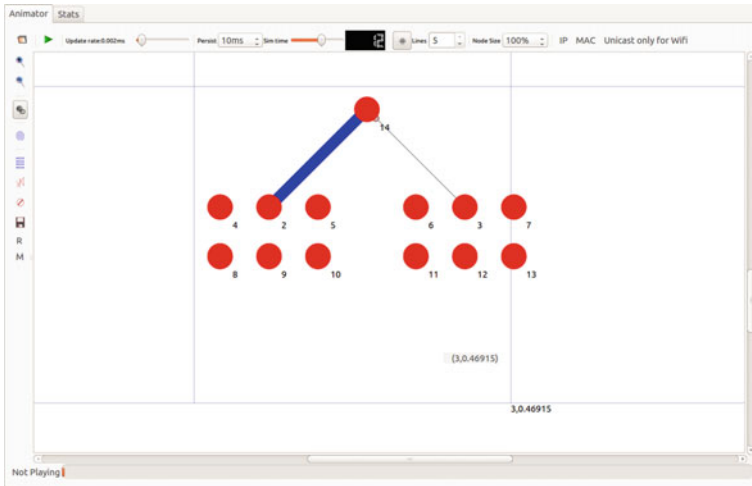 Animator Stats
Update rate:0.002ms Persist 10ms Sim time 12 Lines 5 Node Size 100% IP MAC Unicast only for Wifi
14
4 2 5 6 3 7
8 9 10 11 12 13
R
M
(3,0.46915)
3,0.46915
Not Playing